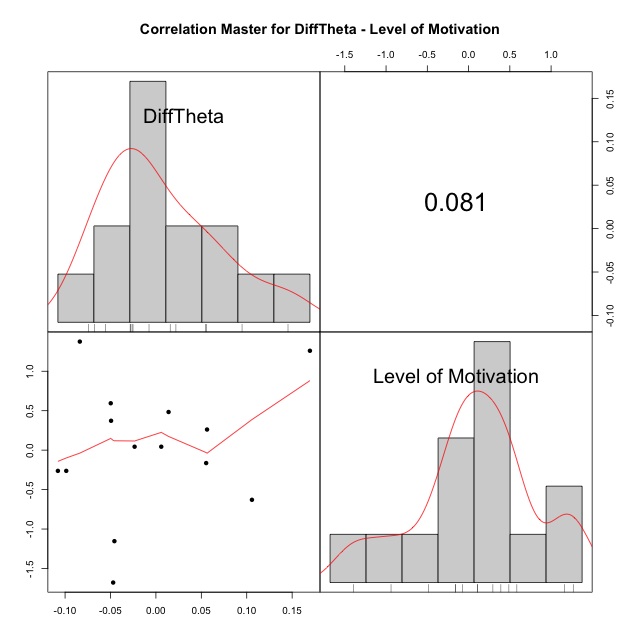 Correlation Master for DiffTheta - Level of Motivation
-1.5 -1.0 -0.5 0.0 0.5 1.0
DiffTheta
0.081
0.15
0.10
0.05
0.00
-0.05
-0.10
Level of Motivation
1.0
0.5
0.0
-0.5
-1.0
-1.5
-0.10 -0.05 0.00 0.05 0.10 0.15